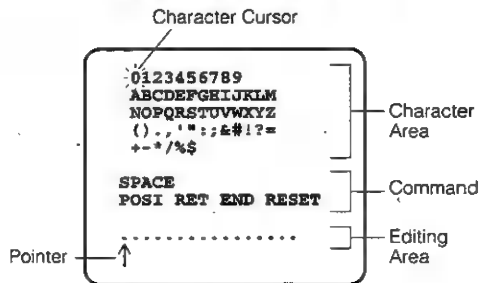 Character Cursor
0123456789
ABCDEFGHIJKLM
NOPQRSTUVWXYZ
().,'":;&#!?=
+-*/%$
Character
Area
SPACE
POSI RET END RESET
Command
Editing
Area
Pointer